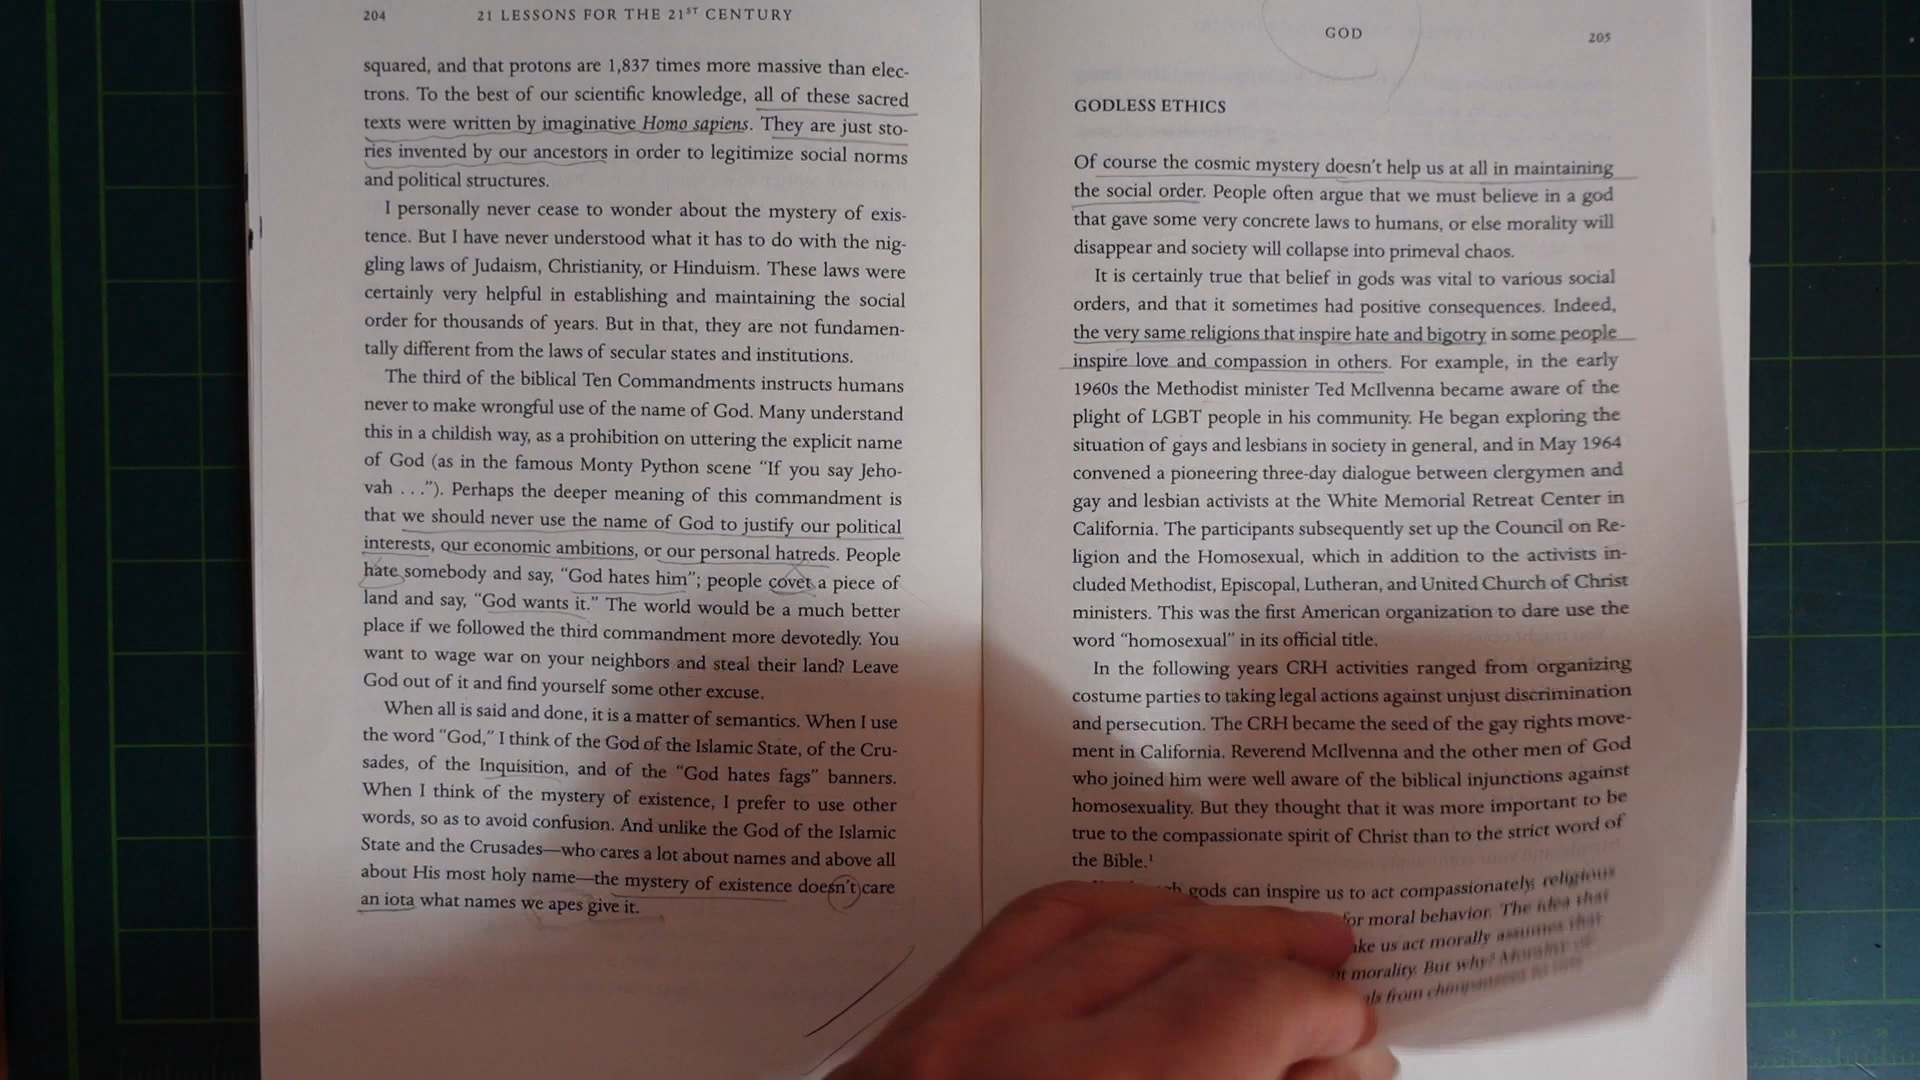 204 21 LESSONS FOR THE 21ST CENTURY
squared, and that protons are 1,837 times more massive than elec-
trons. To the best of our scientific knowledge, all of these sacred
texts were written by imaginative Homo sapiens. They are just sto-
ries invented by our ancestors in order to legitimize social norms
and political structures.
I personally never cease to wonder about the mystery of exis-
tence. But I have never understood what it has to do with the nig-
gling laws of Judaism, Christianity, or Hinduism. These laws were
certainly very helpful in establishing and maintaining the social
order for thousands of years. But in that, they are not fundamen-
tally different from the laws of secular states and institutions.
The third of the biblical Ten Commandments instructs humans
never to make wrongful use of the name of God. Many understand
this in a childish way, as a prohibition on uttering the explicit name
of God (as in the famous Monty Python scene “If you say Jeho-
vah . . .”). Perhaps the deeper meaning of this commandment is
that we should never use the name of God to justify our political
interests, our economic ambitions, or our personal hatreds. People
hate somebody and say, “God hates him”; people covet a piece of
land and say, “God wants it.” The world would be a much better
place if we followed the third commandment more devotedly. You
want to wage war on your neighbors and steal their land? Leave
God out of it and find yourself some other excuse.
When all is said and done, it is a matter of semantics. When I use
the word “God,” I think of the God of the Islamic State, of the Cru-
sades, of the Inquisition, and of the “God hates fags” banners.
When I think of the mystery of existence, I prefer to use other
words, so as to avoid confusion. And unlike the God of the Islamic
State and the Crusades—who cares a lot about names and above all
about His most holy name—the mystery of existence doesn’t care
an iota what names we apes give it.
GOD 205
GODLESS ETHICS
Of course the cosmic mystery doesn’t help us at all in maintaining
the social order. People often argue that we must believe in a god
that gave some very concrete laws to humans, or else morality will
disappear and society will collapse into primeval chaos.
It is certainly true that belief in gods was vital to various social
orders, and that it sometimes had positive consequences. Indeed,
the very same religions that inspire hate and bigotry in some people
inspire love and compassion in others. For example, in the early
1960s the Methodist minister Ted McIlvenna became aware of the
plight of LGBT people in his community. He began exploring the
situation of gays and lesbians in society in general, and in May 1964
convened a pioneering three-day dialogue between clergymen and
gay and lesbian activists at the White Memorial Retreat Center in
California. The participants subsequently set up the Council on Re-
ligion and the Homosexual, which in addition to the activists in-
cluded Methodist, Episcopal, Lutheran, and United Church of Christ
ministers. This was the first American organization to dare use the
word “homosexual” in its official title.
In the following years CRH activities ranged from organizing
costume parties to taking legal actions against unjust discrimination
and persecution. The CRH became the seed of the gay rights move-
ment in California. Reverend McIlvenna and the other men of God
who joined him were well aware of the biblical injunctions against
homosexuality. But they thought that it was more important to be
true to the compassionate spirit of Christ than to the strict word of
the Bible.1
gods can inspire us to act compassionately, religious
for moral behavior. The idea that
us act morally assumes that
morality. But why? Morality
from chimpanzees to